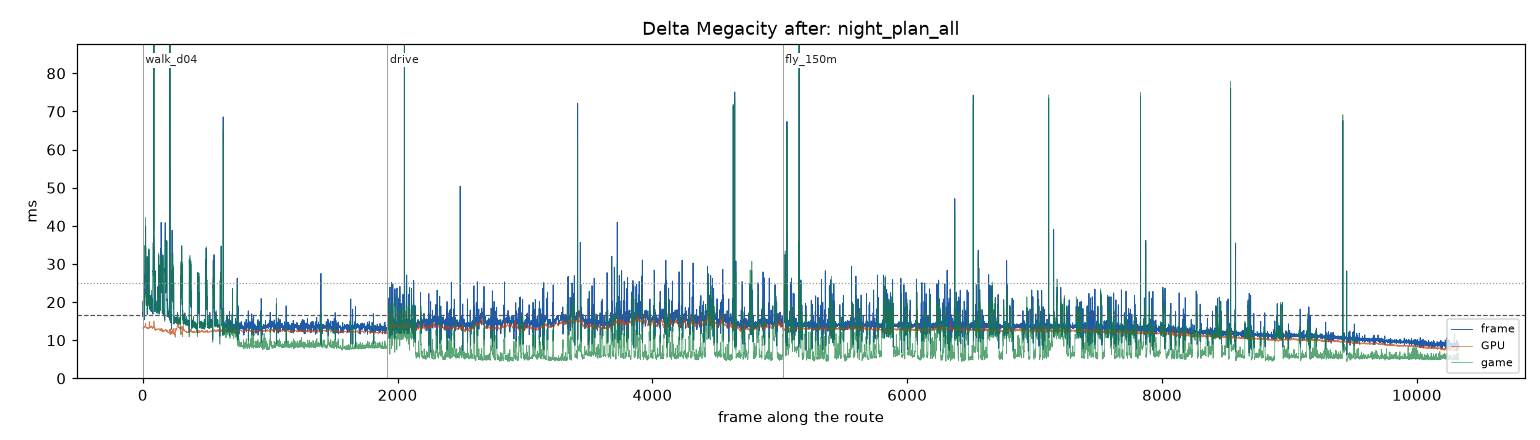 Delta Megacity after: night_plan_all
walk_d04
drive
fly_150m
80
70
60
50
40
30
20
10
0
ms
0
2000
4000
6000
8000
10000
frame along the route
frame
GPU
game